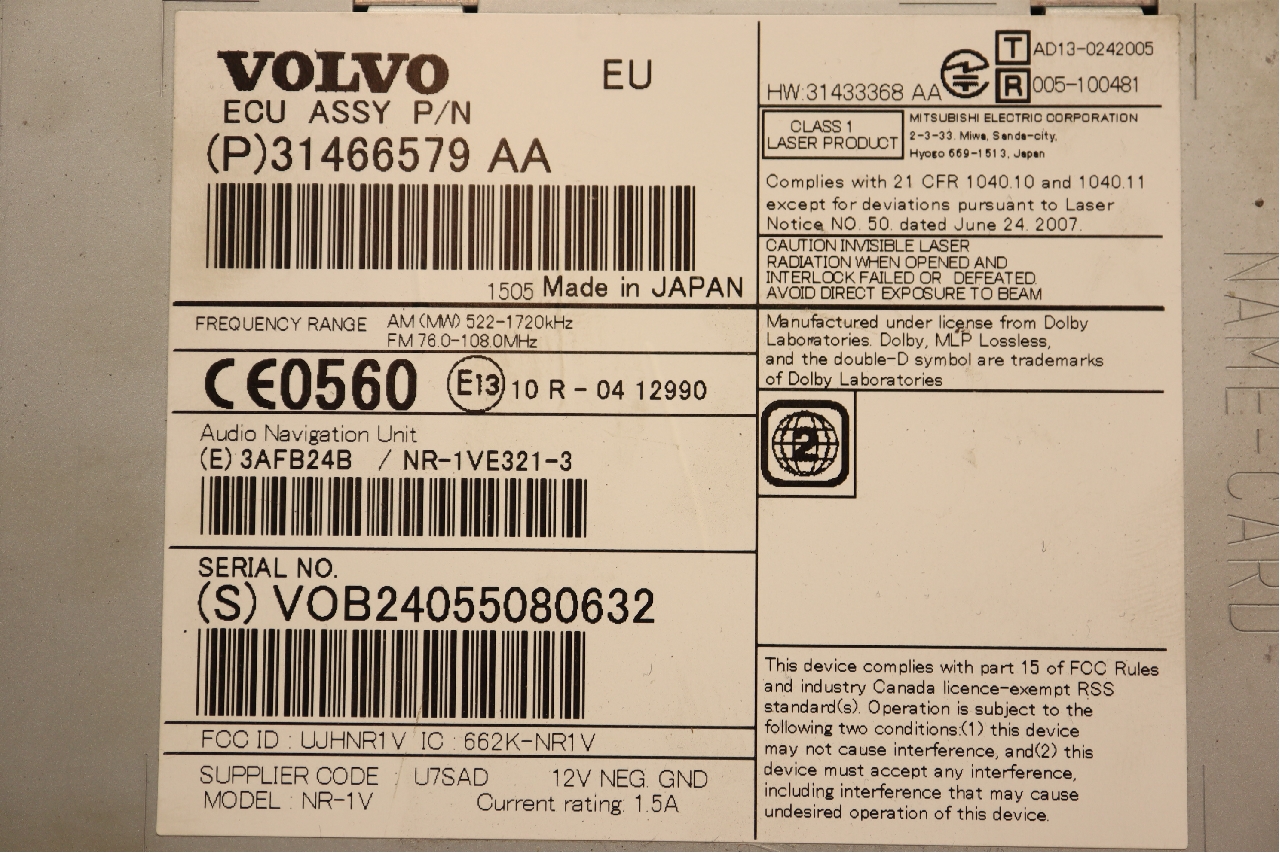 VOLVO EU
ECU ASSY P/N
(P)31466579 AA
1505 Made in JAPAN
FREQUENCY RANGE AM(MW) 522-1720kHz
FM 76.0-108.0MHz
CE0560 E13 10 R - 04 12990
Audio Navigation Unit
(E) 3AFB24B / NR-1VE321-3
SERIAL NO.
(S) VOB24055080632
FCC ID : UJHNR1V IC : 662K-NR1V
SUPPLIER CODE : U7SAD 12V NEG. GND
MODEL : NR-1V Current rating: 1.5A
HW:31433368 AA
T AD13-0242005
R 005-100481
CLASS 1
LASER PRODUCT
MITSUBISHI ELECTRIC CORPORATION
2-3-33, Miwa, Sanda-city,
Hyogo 669-1513, Japan
Complies with 21 CFR 1040.10 and 1040.11
except for deviations pursuant to Laser
Notice NO. 50, dated June 24, 2007.
CAUTION INVISIBLE LASER
RADIATION WHEN OPENED AND
INTERLOCK FAILED OR DEFEATED.
AVOID DIRECT EXPOSURE TO BEAM
Manufactured under license from Dolby
Laboratories. Dolby, MLP Lossless,
and the double-D symbol are trademarks
of Dolby Laboratories
2
This device complies with part 15 of FCC Rules
and industry Canada licence-exempt RSS
standard(s). Operation is subject to the
following two conditions:(1) this device
may not cause interference, and(2) this
device must accept any interference,
including interference that may cause
undesired operation of this device.
NAME-CARD